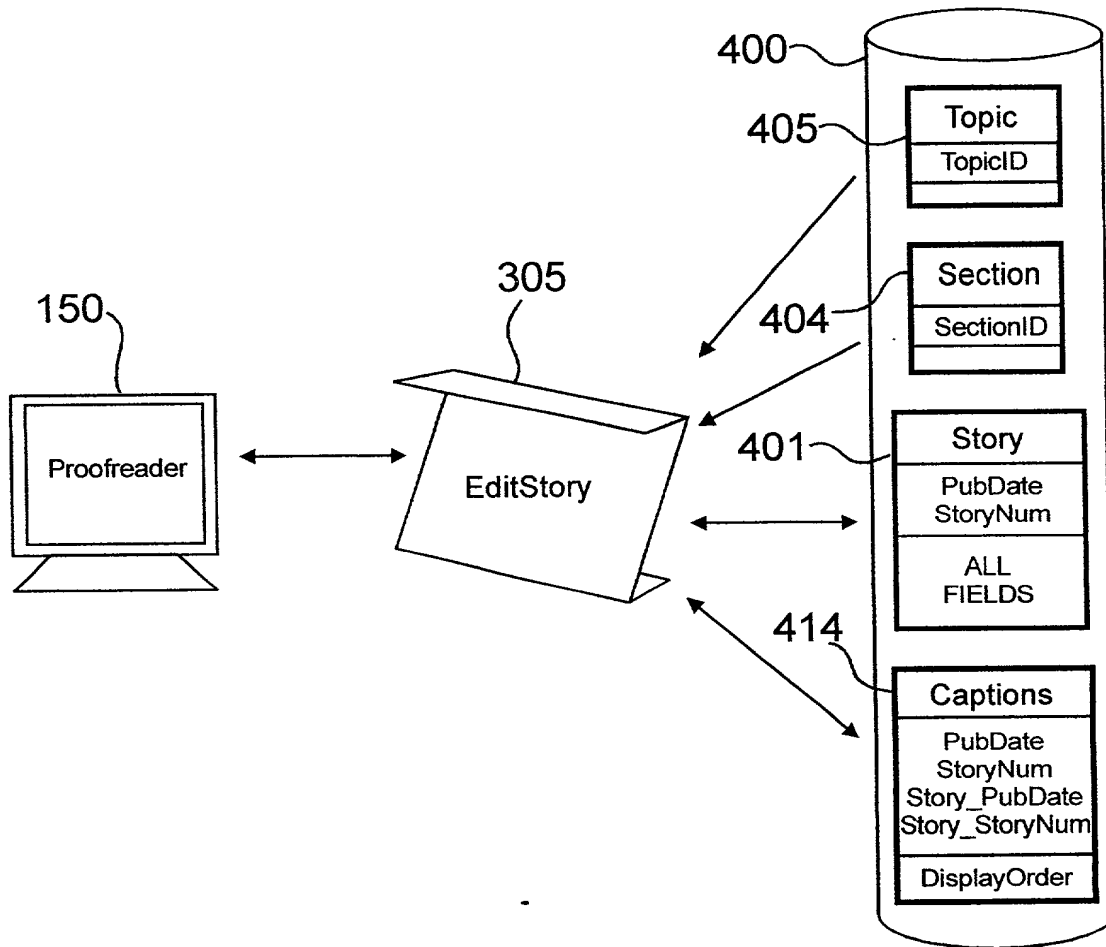 400
405
Topic
TopicID
404
Section
SectionID
305
150
Proofreader
EditStory
401
Story
PubDate
StoryNum
ALL
FIELDS
414
Captions
PubDate
StoryNum
Story_PubDate
Story_StoryNum
DisplayOrder